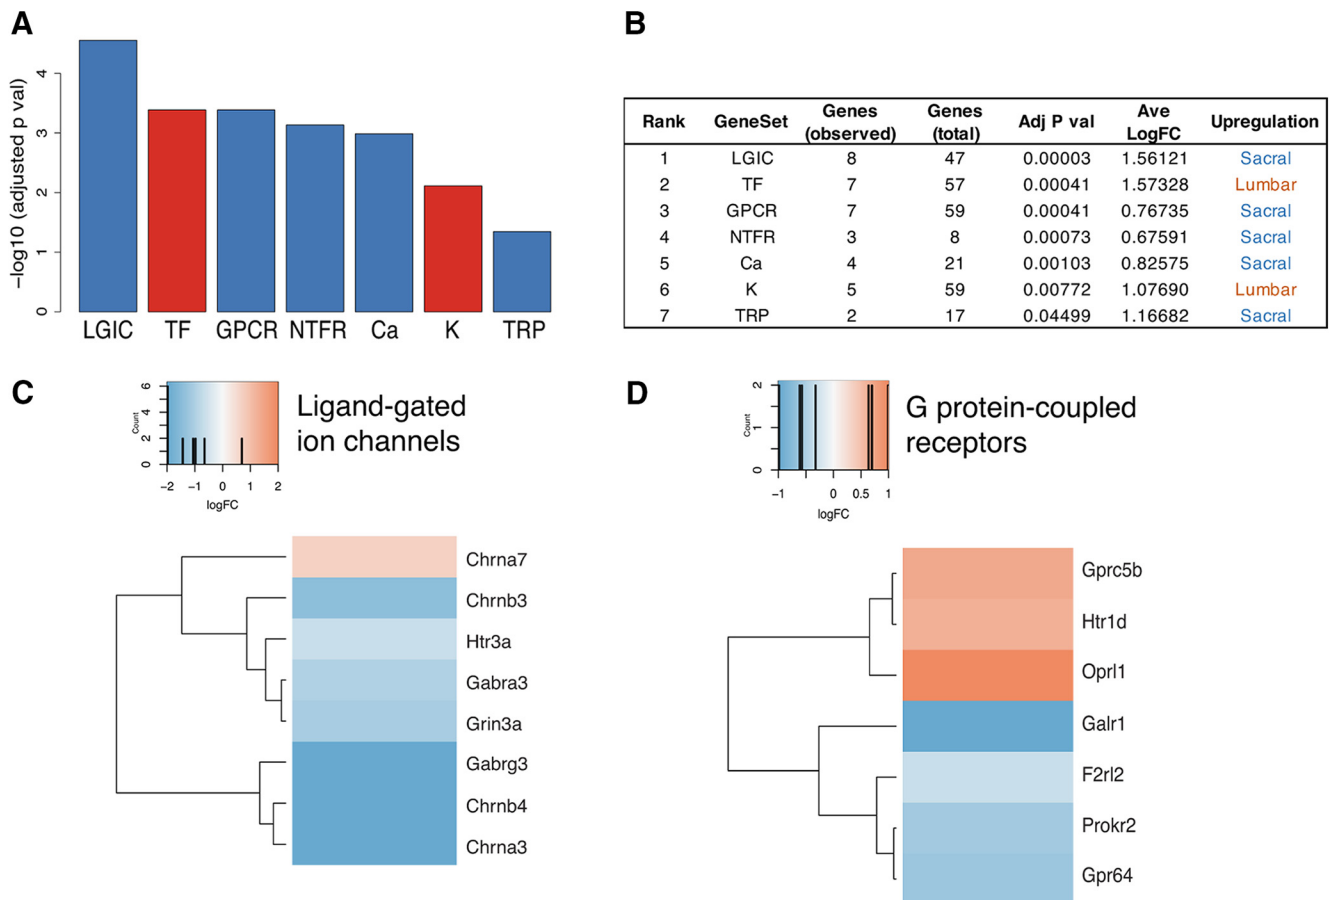 A
−log10 (adjusted p val)
0 1 2 3 4
LGIC TF GPCR NTFR Ca K TRP
B
Rank GeneSet Genes (observed) Genes (total) Adj P val Ave LogFC Upregulation
1 LGIC 8 47 0.00003 1.56121 Sacral
2 TF 7 57 0.00041 1.57328 Lumbar
3 GPCR 7 59 0.00041 0.76735 Sacral
4 NTFR 3 8 0.00073 0.67591 Sacral
5 Ca 4 21 0.00103 0.82575 Sacral
6 K 5 59 0.00772 1.07690 Lumbar
7 TRP 2 17 0.04499 1.16682 Sacral
C
Count
0 2 4 6
−2 −1 0 1 2
logFC
Ligand-gated
ion channels
Chrna7
Chrnb3
Htr3a
Gabra3
Grin3a
Gabrg3
Chrnb4
Chrna3
D
Count
0 1 2
−1 0 0.5 1
logFC
G protein-coupled
receptors
Gprc5b
Htr1d
Oprl1
Galr1
F2rl2
Prokr2
Gpr64